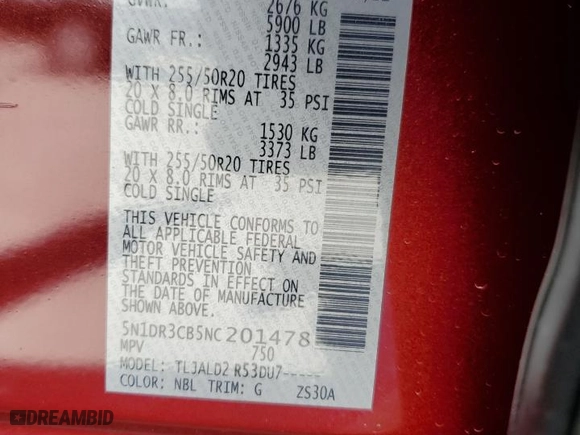 GVWR: 2676 KG
5900 LB
GAWR FR.: 1335 KG
2943 LB
WITH 255/50R20 TIRES
20 X 8.0 RIMS AT 35 PSI
COLD SINGLE
GAWR RR.: 1530 KG
3373 LB
WITH 255/50R20 TIRES
20 X 8.0 RIMS AT 35 PSI
COLD SINGLE
THIS VEHICLE CONFORMS TO
ALL APPLICABLE FEDERAL
MOTOR VEHICLE SAFETY AND
THEFT PREVENTION
STANDARDS IN EFFECT ON
THE DATE OF MANUFACTURE
SHOWN ABOVE.
5N1DR3CB5NC201478
MPV 750
MODEL: TL3ALD2 R53DU7-----
COLOR: NBL TRIM: G ZS30A
DREAMBID